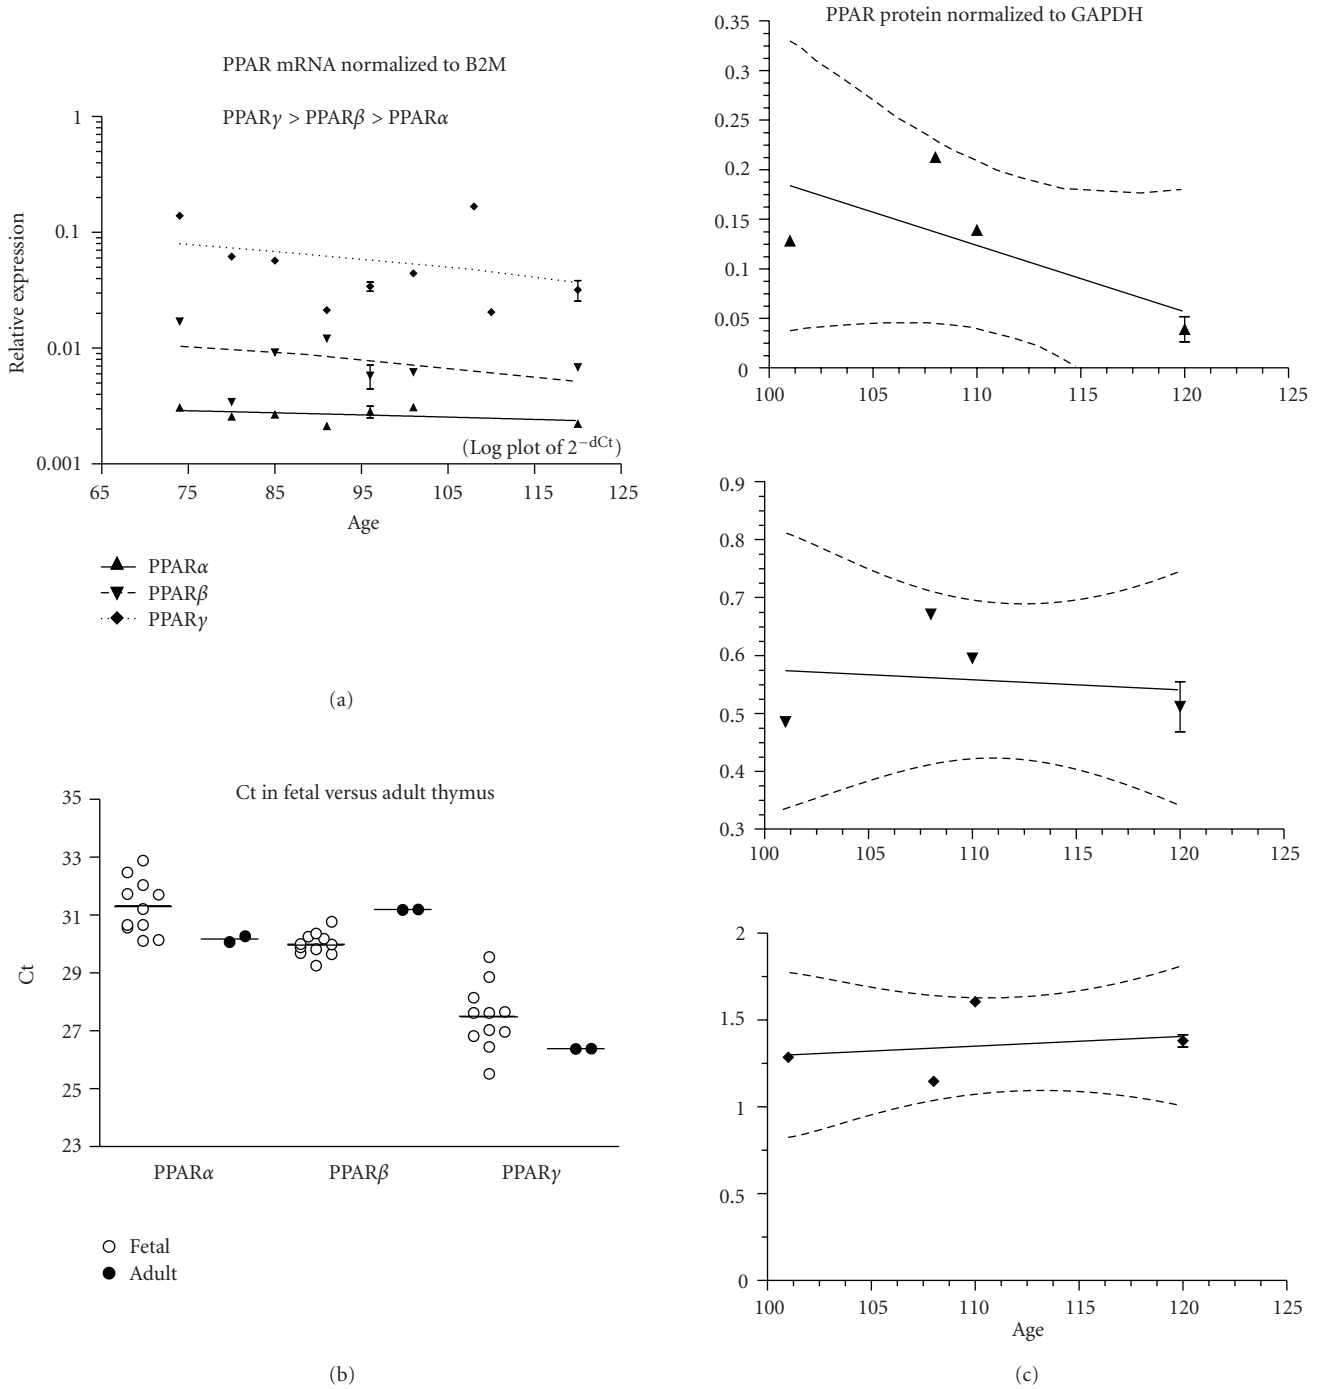 PPAR mRNA normalized to B2M
PPARγ > PPARβ > PPARα
1
0.1
0.01
0.001
Relative expression
(Log plot of 2−dCt)
65 75 85 95 105 115 125
Age
PPARα
PPARβ
PPARγ
(a)
Ct in fetal versus adult thymus
35
33
31
29
27
25
23
Ct
PPARα PPARβ PPARγ
Fetal
Adult
(b)
PPAR protein normalized to GAPDH
0.35
0.3
0.25
0.2
0.15
0.1
0.05
0
100 105 110 115 120 125
0.9
0.8
0.7
0.6
0.5
0.4
0.3
100 105 110 115 120 125
2
1.5
1
0.5
0
100 105 110 115 120 125
Age
(c)